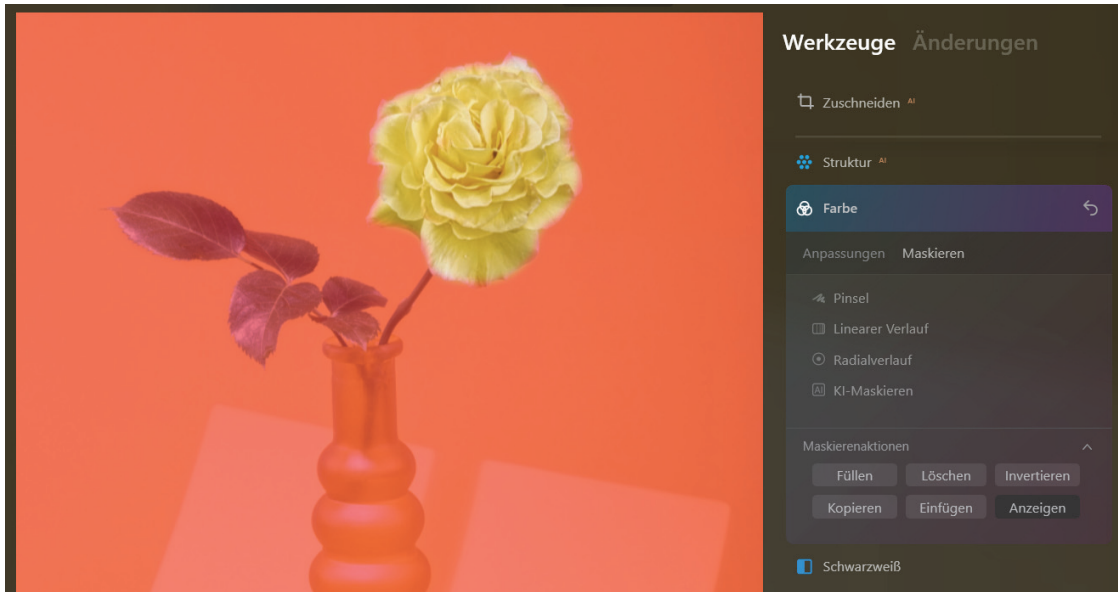 Werkzeuge Änderungen
Zuschneiden AI
Struktur AI
Farbe
Anpassungen Maskieren
Pinsel
Linearer Verlauf
Radialverlauf
AI KI-Maskieren
Maskierenaktionen
Füllen Löschen Invertieren
Kopieren Einfügen Anzeigen
Schwarzweiß